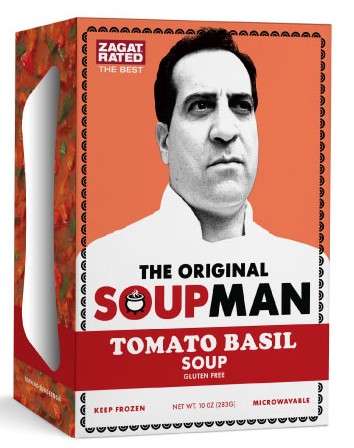 ZAGAT
RATED
THE BEST
THE ORIGINAL
SOUPMAN
TOMATO BASIL
SOUP
GLUTEN FREE
KEEP FROZEN
NET WT. 10 OZ (283G)
MICROWAVABLE